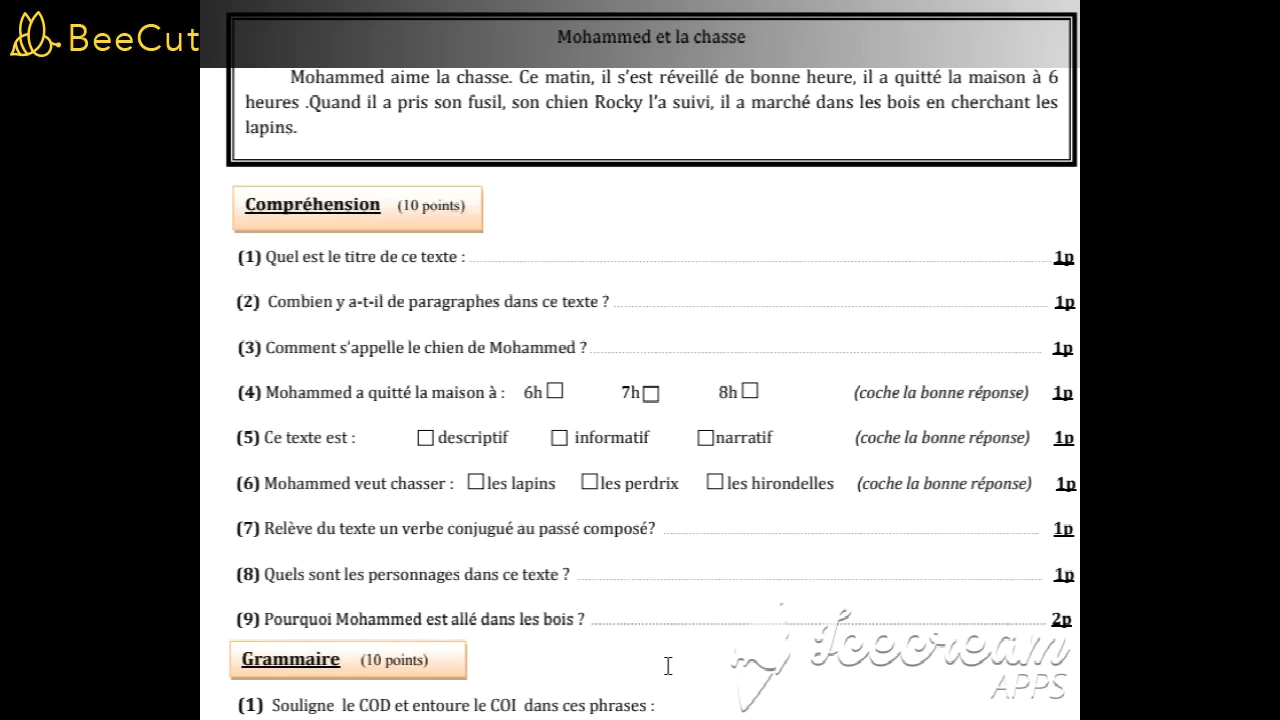 BeeCut
Mohammed et la chasse
Mohammed aime la chasse. Ce matin, il s'est réveillé de bonne heure, il a quitté la maison à 6
heures .Quand il a pris son fusil, son chien Rocky l'a suivi, il a marché dans les bois en cherchant les
lapins.
Compréhension (10 points)
(1) Quel est le titre de ce texte : 1p
(2) Combien y a-t-il de paragraphes dans ce texte ? 1p
(3) Comment s'appelle le chien de Mohammed ? 1p
(4) Mohammed a quitté la maison à : 6h 7h 8h (coche la bonne réponse) 1p
(5) Ce texte est : descriptif informatif narratif (coche la bonne réponse) 1p
(6) Mohammed veut chasser : les lapins les perdrix les hirondelles (coche la bonne réponse) 1p
(7) Relève du texte un verbe conjugué au passé composé? 1p
(8) Quels sont les personnages dans ce texte ? 1p
(9) Pourquoi Mohammed est allé dans les bois ? 2p
Icecream
APPS
Grammaire (10 points)
(1) Souligne le COD et entoure le COI dans ces phrases :